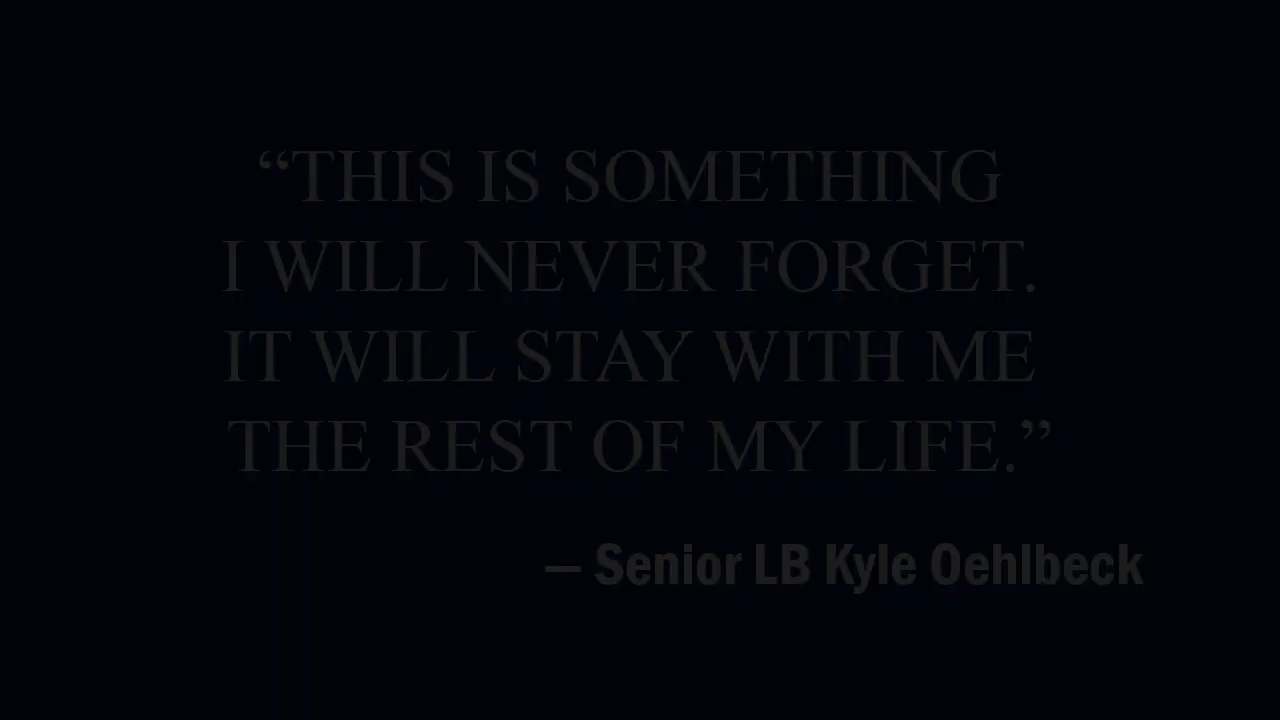 “THIS IS SOMETHING
I WILL NEVER FORGET.
IT WILL STAY WITH ME
THE REST OF MY LIFE.”
— Senior LB Kyle Oehlbeck